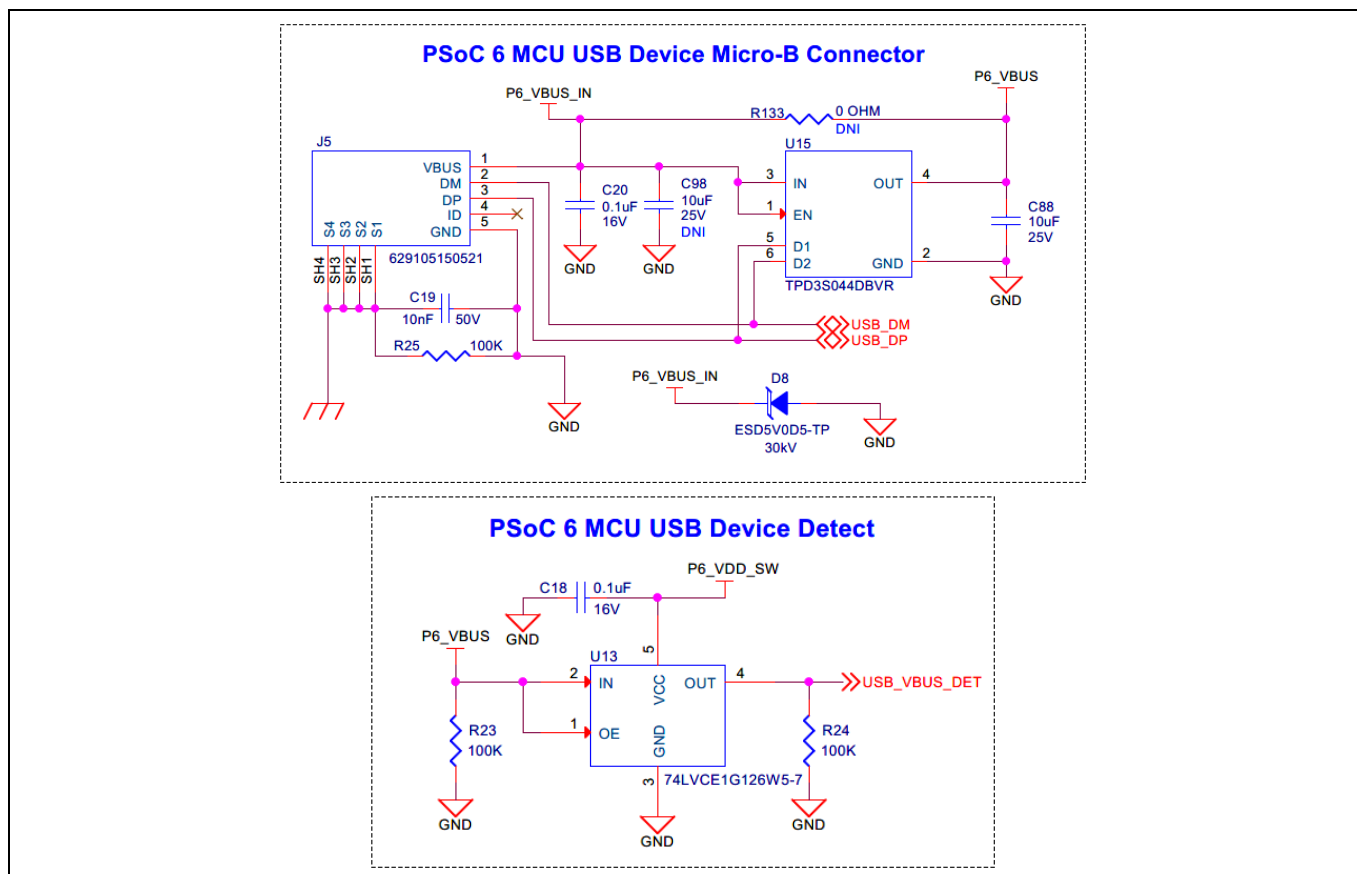 PSoC 6 MCU USB Device Micro-B Connector
P6_VBUS_IN
P6_VBUS
R133
0 OHM
DNI
J5
U15
VBUS
1
DM
2
DP
3
ID
4
GND
5
S4
S3
S2
S1
SH4
SH3
SH2
SH1
629105150521
C20
0.1uF
16V
GND
C98
10uF
25V
DNI
GND
3
IN
1
EN
5
D1
6
D2
OUT
4
GND
2
TPD3S044DBVR
C88
10uF
25V
GND
C19
10nF
50V
R25
100K
GND
USB_DM
USB_DP
P6_VBUS_IN
D8
ESD5V0D5-TP
30kV
GND
PSoC 6 MCU USB Device Detect
P6_VDD_SW
C18
0.1uF
16V
GND
P6_VBUS
U13
5
2
IN
VCC
OUT
4
USB_VBUS_DET
1
OE
GND
3
74LVCE1G126W5-7
R23
100K
GND
R24
100K
GND
GND